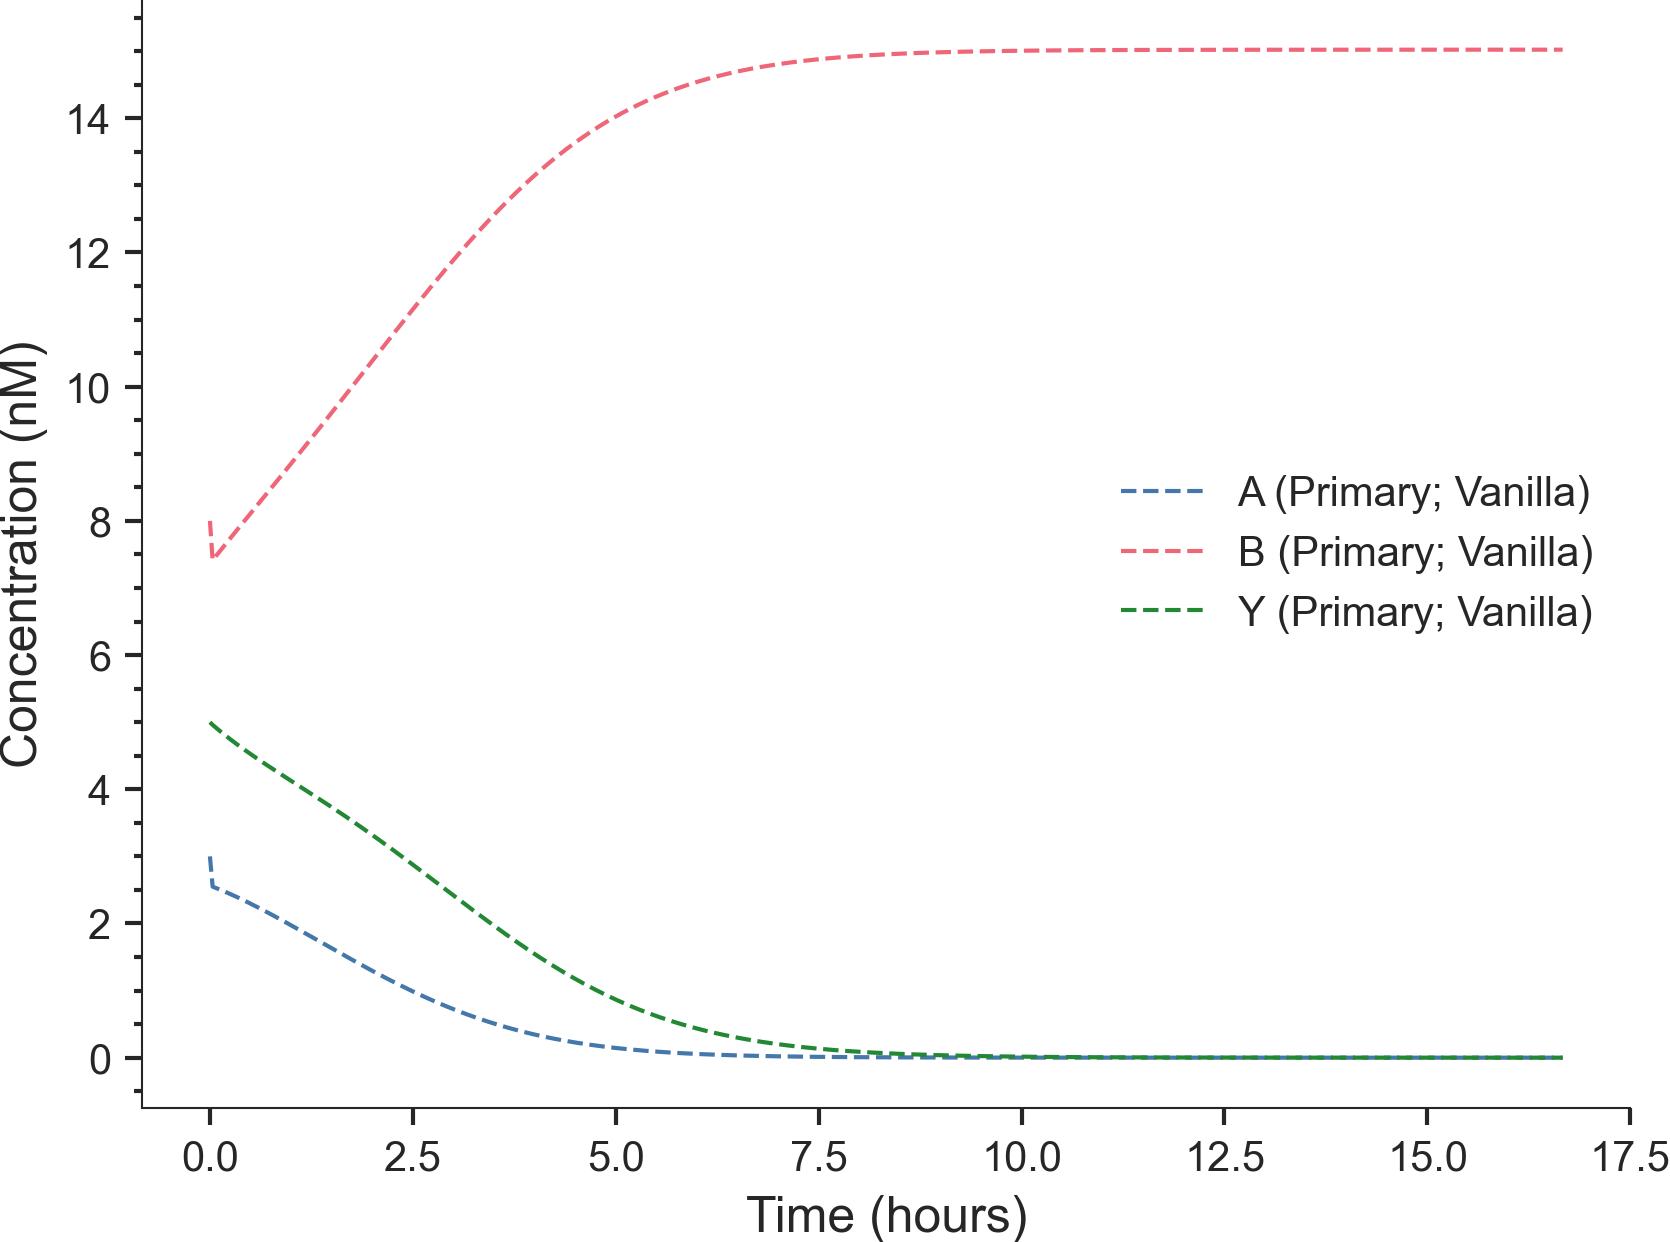 Concentration (nM)
14
12
10
8
6
4
2
0
A (Primary; Vanilla)
B (Primary; Vanilla)
Y (Primary; Vanilla)
0.0 2.5 5.0 7.5 10.0 12.5 15.0 17.5
Time (hours)